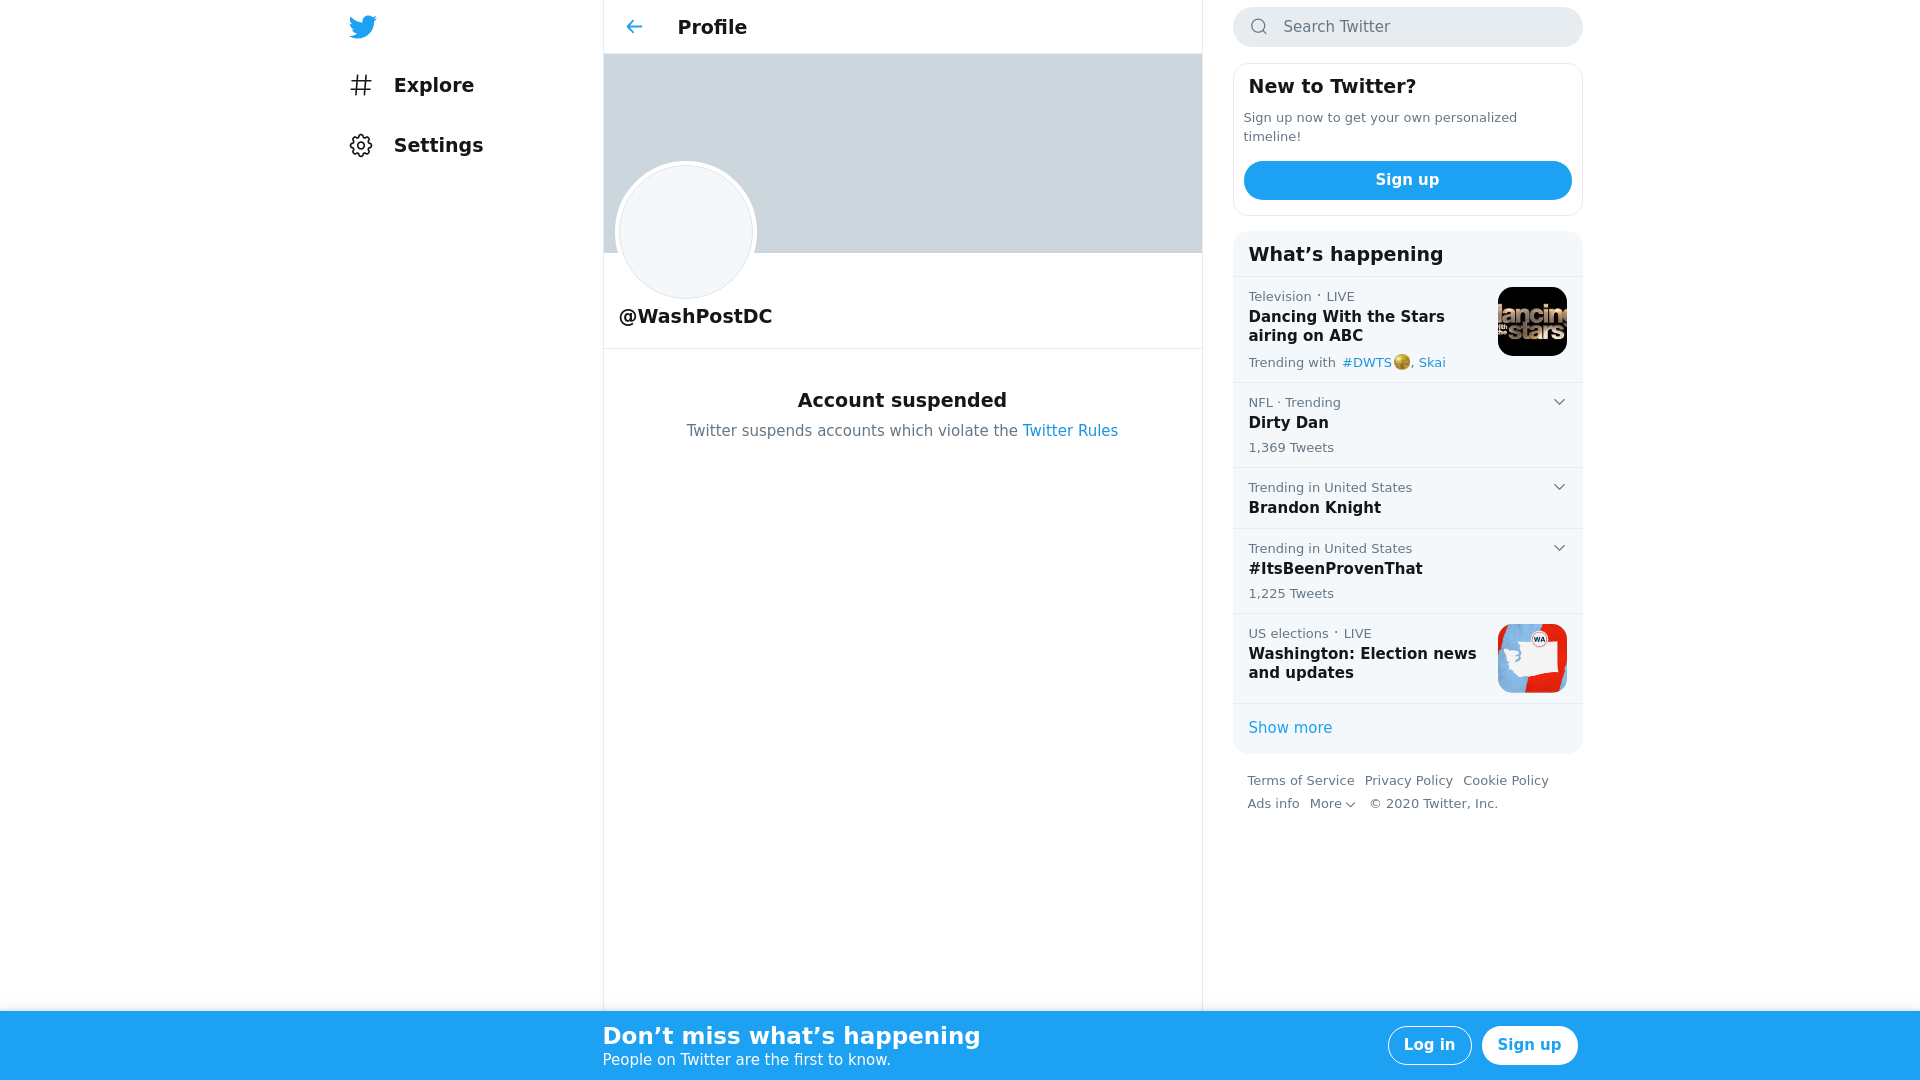 Explore
Settings
Profile
@WashPostDC
Account suspended
Twitter suspends accounts which violate the Twitter Rules
Search Twitter
New to Twitter?
Sign up now to get your own personalized
timeline!
Sign up
What’s happening
Television · LIVE
Dancing With the Stars
airing on ABC
Trending with #DWTS, Skai
dancing
with the
stars
NFL · Trending
Dirty Dan
1,369 Tweets
Trending in United States
Brandon Knight
Trending in United States
#ItsBeenProvenThat
1,225 Tweets
US elections · LIVE
Washington: Election news
and updates
WA
Show more
Terms of Service Privacy Policy Cookie Policy
Ads info More © 2020 Twitter, Inc.
Don’t miss what’s happening
People on Twitter are the first to know.
Log in
Sign up